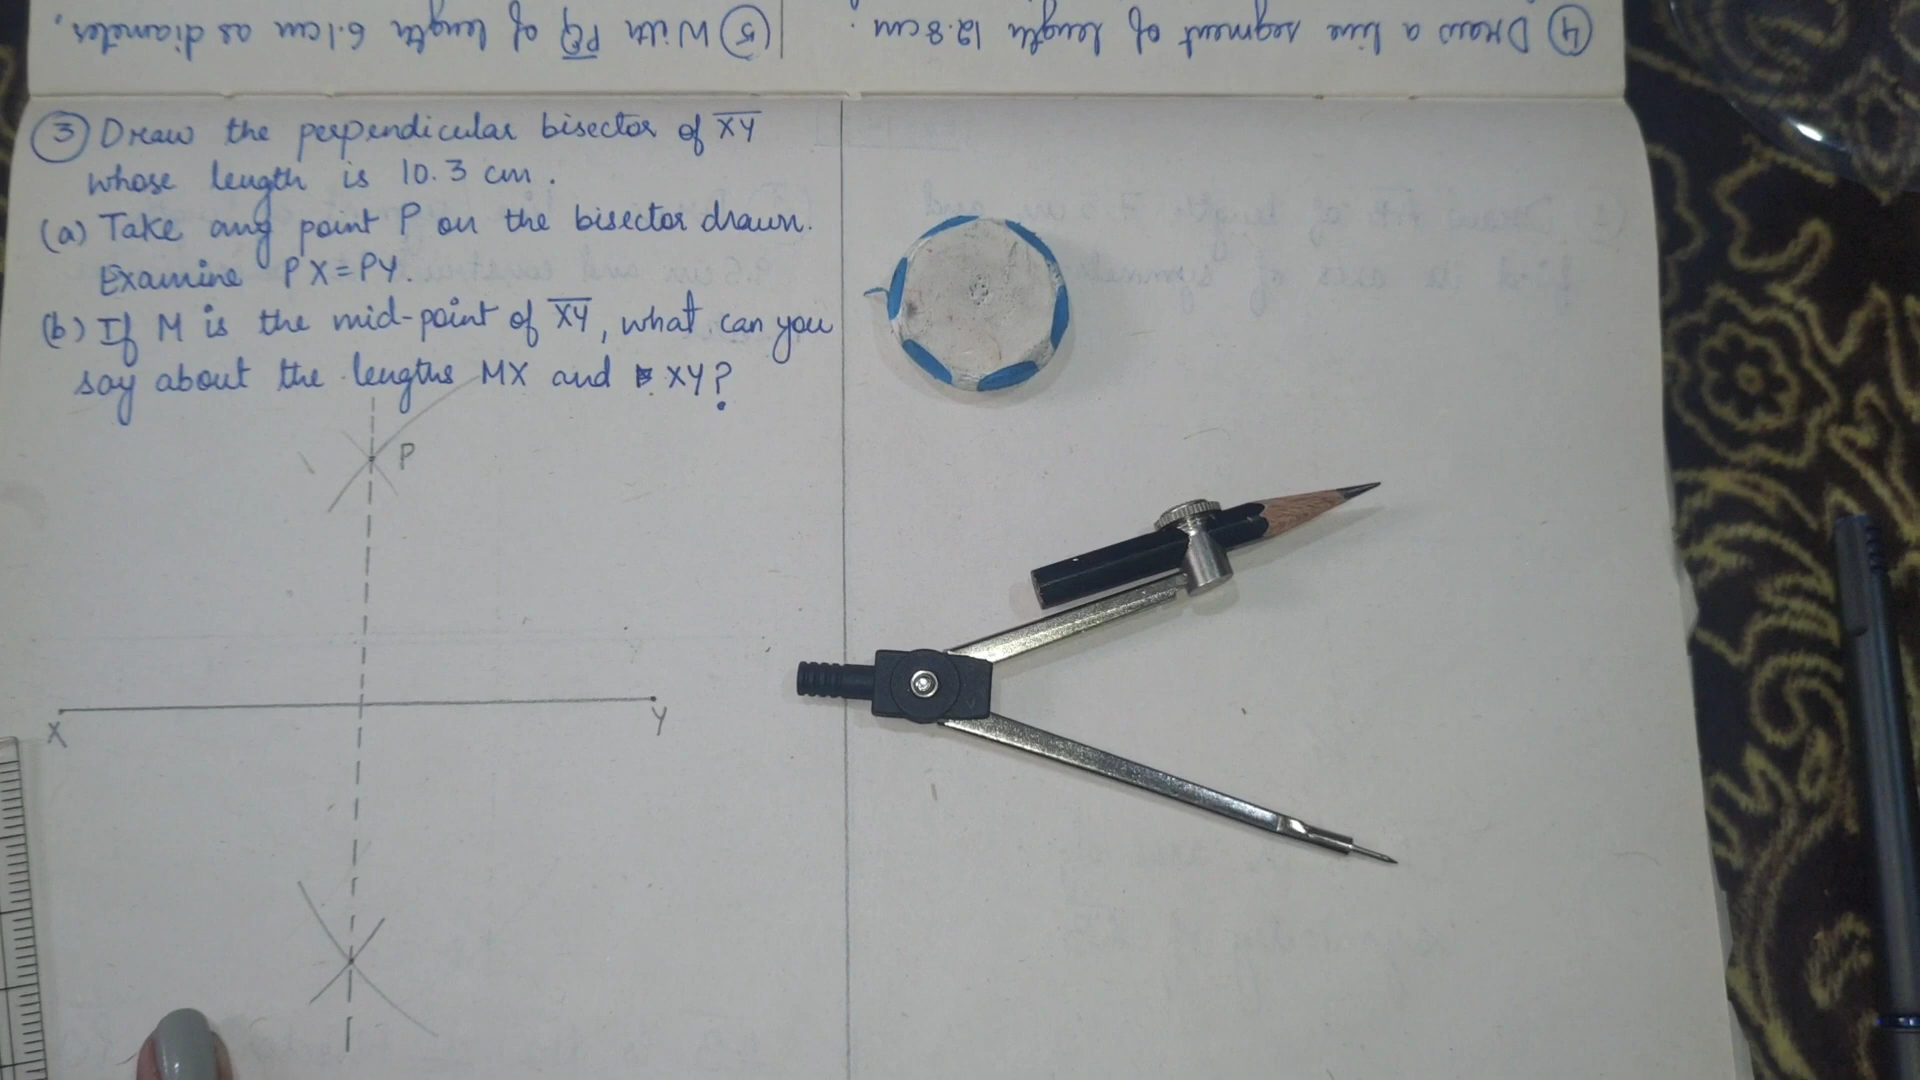 ④ Draw a line segment of length 12.8 cm.
⑤ With PQ of length 6.1cm as diameter,
③ Draw the perpendicular bisector of XY
whose length is 10.3 cm.
(a) Take any point P on the bisector drawn.
Examine PX=PY.
(b) If M is the mid-point of XY, what can you
say about the lengths MX and XY?
P
X
Y